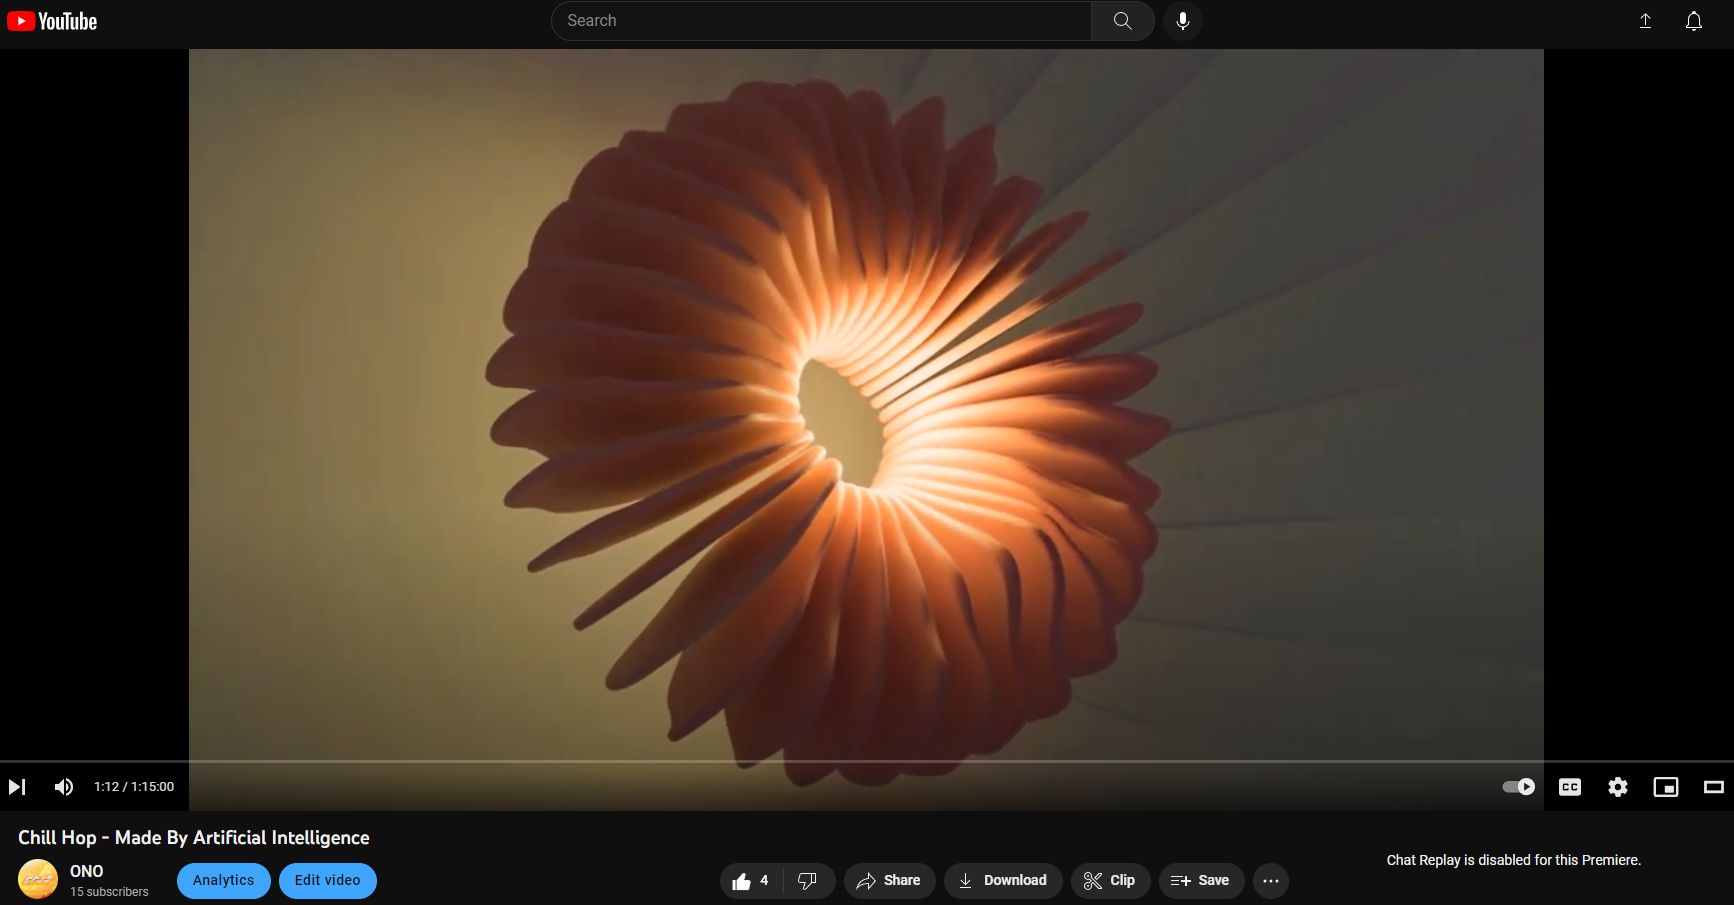 YouTube
Search
1:12 / 1:15:00
CC
Chill Hop - Made By Artificial Intelligence
ONO
15 subscribers
Analytics
Edit video
4
Share
Download
Clip
Save
Chat Replay is disabled for this Premiere.